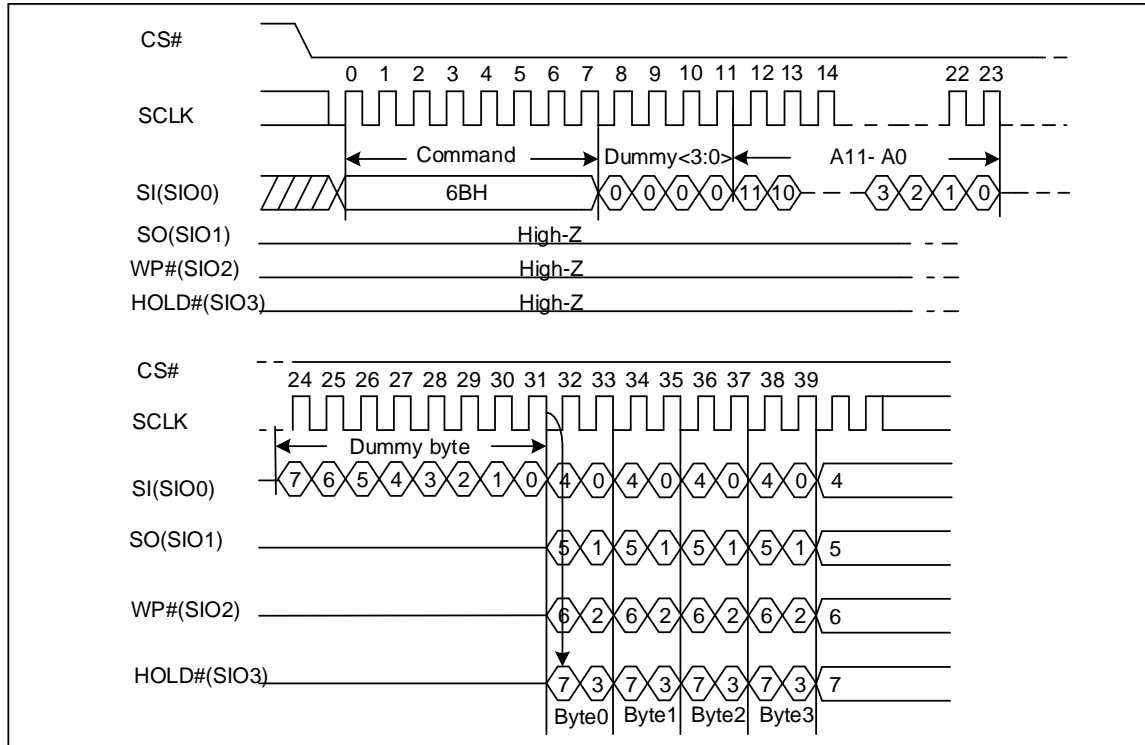 CS#
0 1 2 3 4 5 6 7 8 9 10 11 12 13 14 22 23
SCLK
Command Dummy<3:0> A11- A0
SI(SIO0) 6BH 0 0 0 0 11 10 3 2 1 0
SO(SIO1) High-Z
WP#(SIO2) High-Z
HOLD#(SIO3) High-Z
CS#
24 25 26 27 28 29 30 31 32 33 34 35 36 37 38 39
SCLK
Dummy byte
SI(SIO0) 7 6 5 4 3 2 1 0 4 0 4 0 4 0 4 0 4
SO(SIO1) 5 1 5 1 5 1 5 1 5
WP#(SIO2) 6 2 6 2 6 2 6 2 6
HOLD#(SIO3) 7 3 7 3 7 3 7 3 7
Byte0 Byte1 Byte2 Byte3